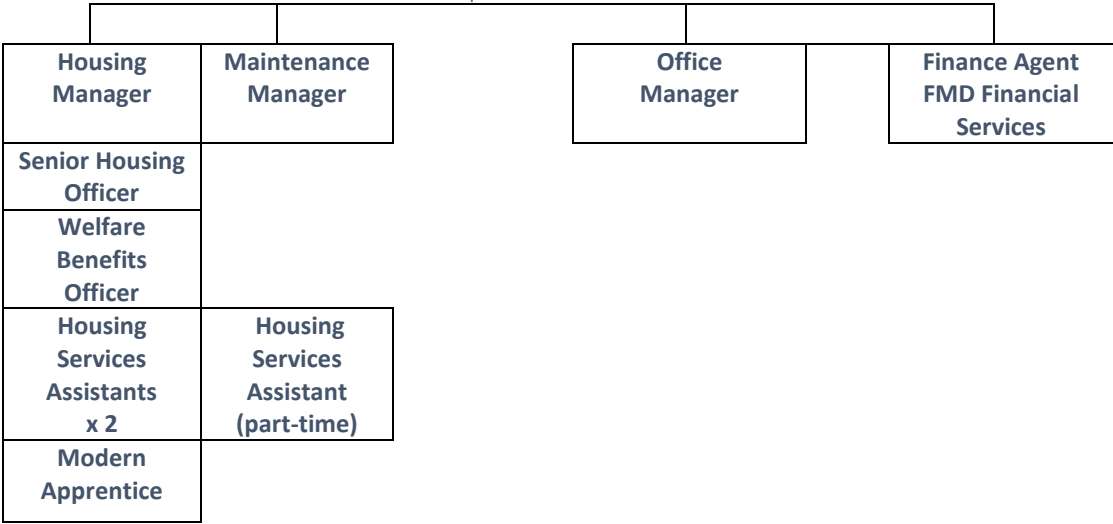 Housing
Manager
Maintenance
Manager
Office
Manager
Finance Agent
FMD Financial
Services
Senior Housing
Officer
Welfare
Benefits
Officer
Housing
Services
Assistants
x 2
Housing
Services
Assistant
(part-time)
Modern
Apprentice